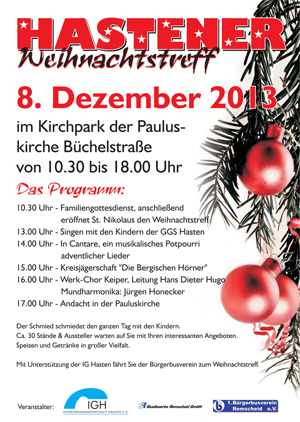 HASTENER
Weihnachtstreff
8. Dezember 2013
im Kirchpark der Paulus-
kirche Büchelstraße
von 10.30 bis 18.00 Uhr
Das Programm:
10.30 Uhr - Familiengottesdienst, anschließend
eröffnet St. Nikolaus den Weihnachtstreff
13.00 Uhr - Singen mit den Kindern der GGS Hasten
14.00 Uhr - In Cantare, ein musikalisches Potpourri
adventlicher Lieder
15.00 Uhr - Kreisjägerschaft "Die Bergischen Hörner"
16.00 Uhr - Werk-Chor Keiper, Leitung Hans Dieter Hugo
Mundharmonika: Jürgen Honecker
17.00 Uhr - Andacht in der Pauluskirche
Der Schmied schmiedet den ganzen Tag mit den Kindern.
Ca. 30 Stände & Aussteller warten auf Sie mit Ihren interessanten Angeboten.
Speisen und Getränke in großer Vielfalt.
Mit Unterstützung der IG Hasten fährt Sie der Bürgerbusverein zum Weihnachtstreff.
Veranstalter:
IGH
INTERESSENGEMEINSCHAFT HASTEN E.V.
Stadtwerke Remscheid GmbH
1. Bürgerbusverein
Remscheid e.V.